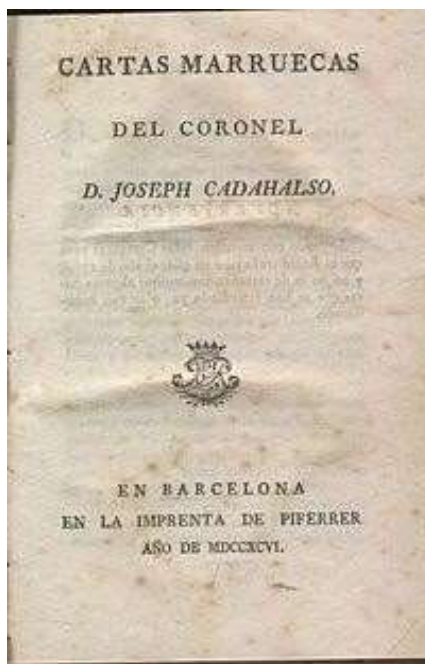 CARTAS MARRUECAS
DEL CORONEL
D. JOSEPH CADAHALSO.
EN BARCELONA
EN LA IMPRENTA DE PIFERRER
AÑO DE MDCCXCVI.